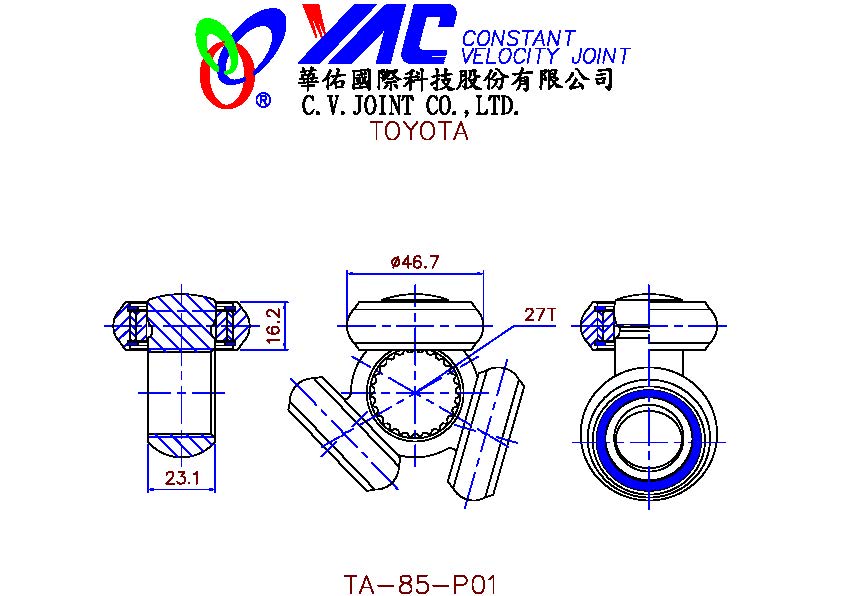 YAC CONSTANT
VELOCITY JOINT
華佑國際科技股份有限公司
® C.V.JOINT CO.,LTD.
TOYOTA
ø46.7
27T
16.2
23.1
TA-85-P01